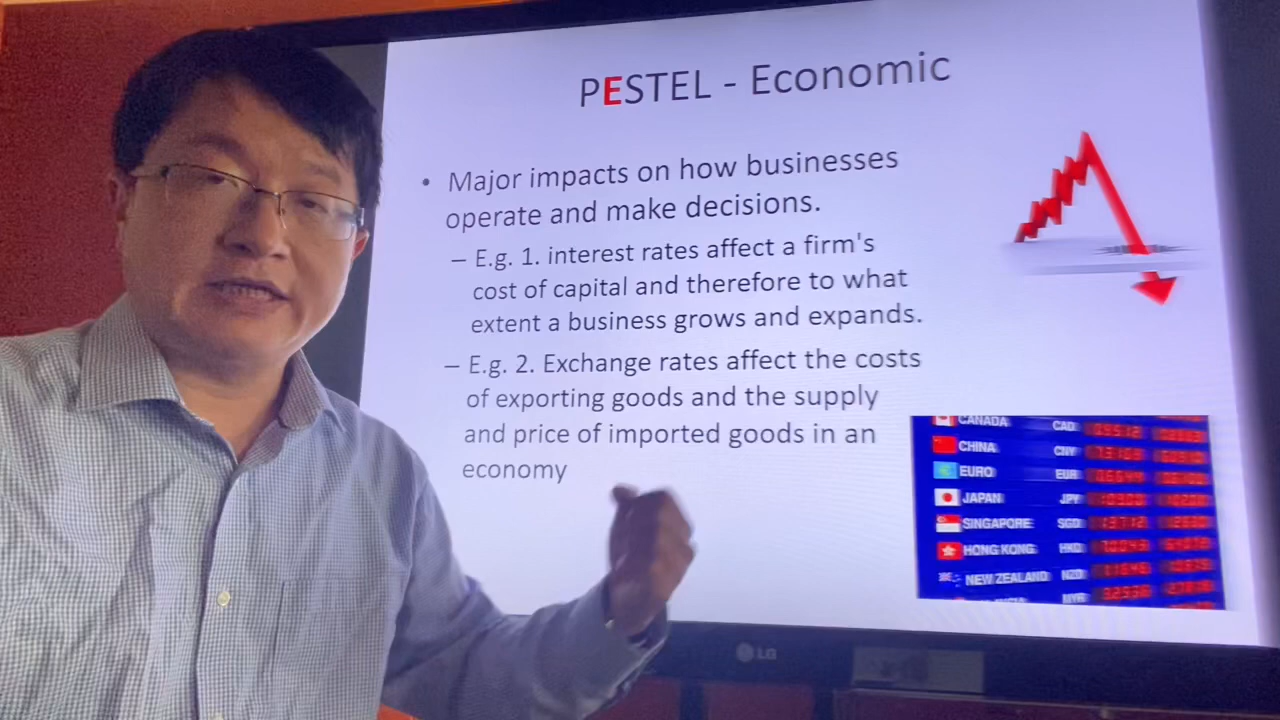 PESTEL - Economic
• Major impacts on how businesses
operate and make decisions.
– E.g. 1. interest rates affect a firm's
cost of capital and therefore to what
extent a business grows and expands.
– E.g. 2. Exchange rates affect the costs
of exporting goods and the supply
and price of imported goods in an
economy
CANADA CAD
CHINA CNY
EURO EUR
JAPAN JPY
SINGAPORE SGD
HONG KONG HKD
NEW ZEALAND NZD
MYR
LG